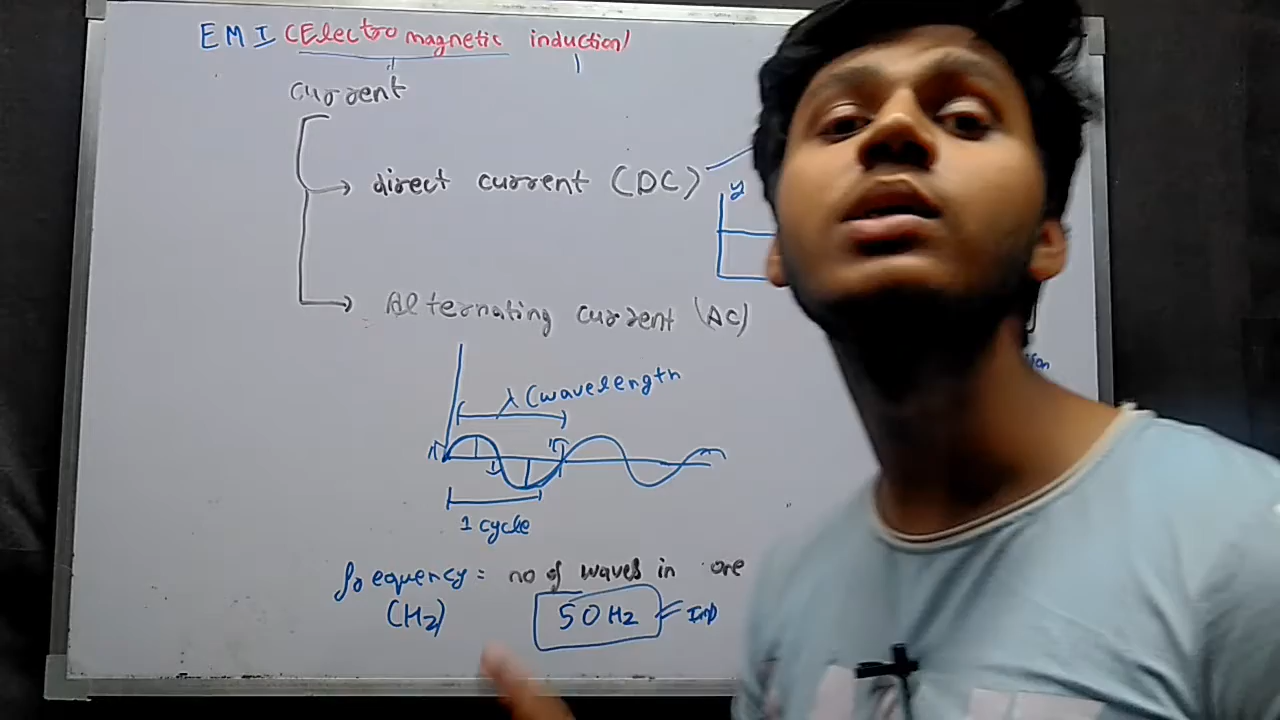 EMI (Electro magnetic induction)
current
direct current (DC)
y
Alternating current (AC)
λ (wavelength
1 cycle
frequency = no of waves in one
(Hz)
50 Hz = Imp